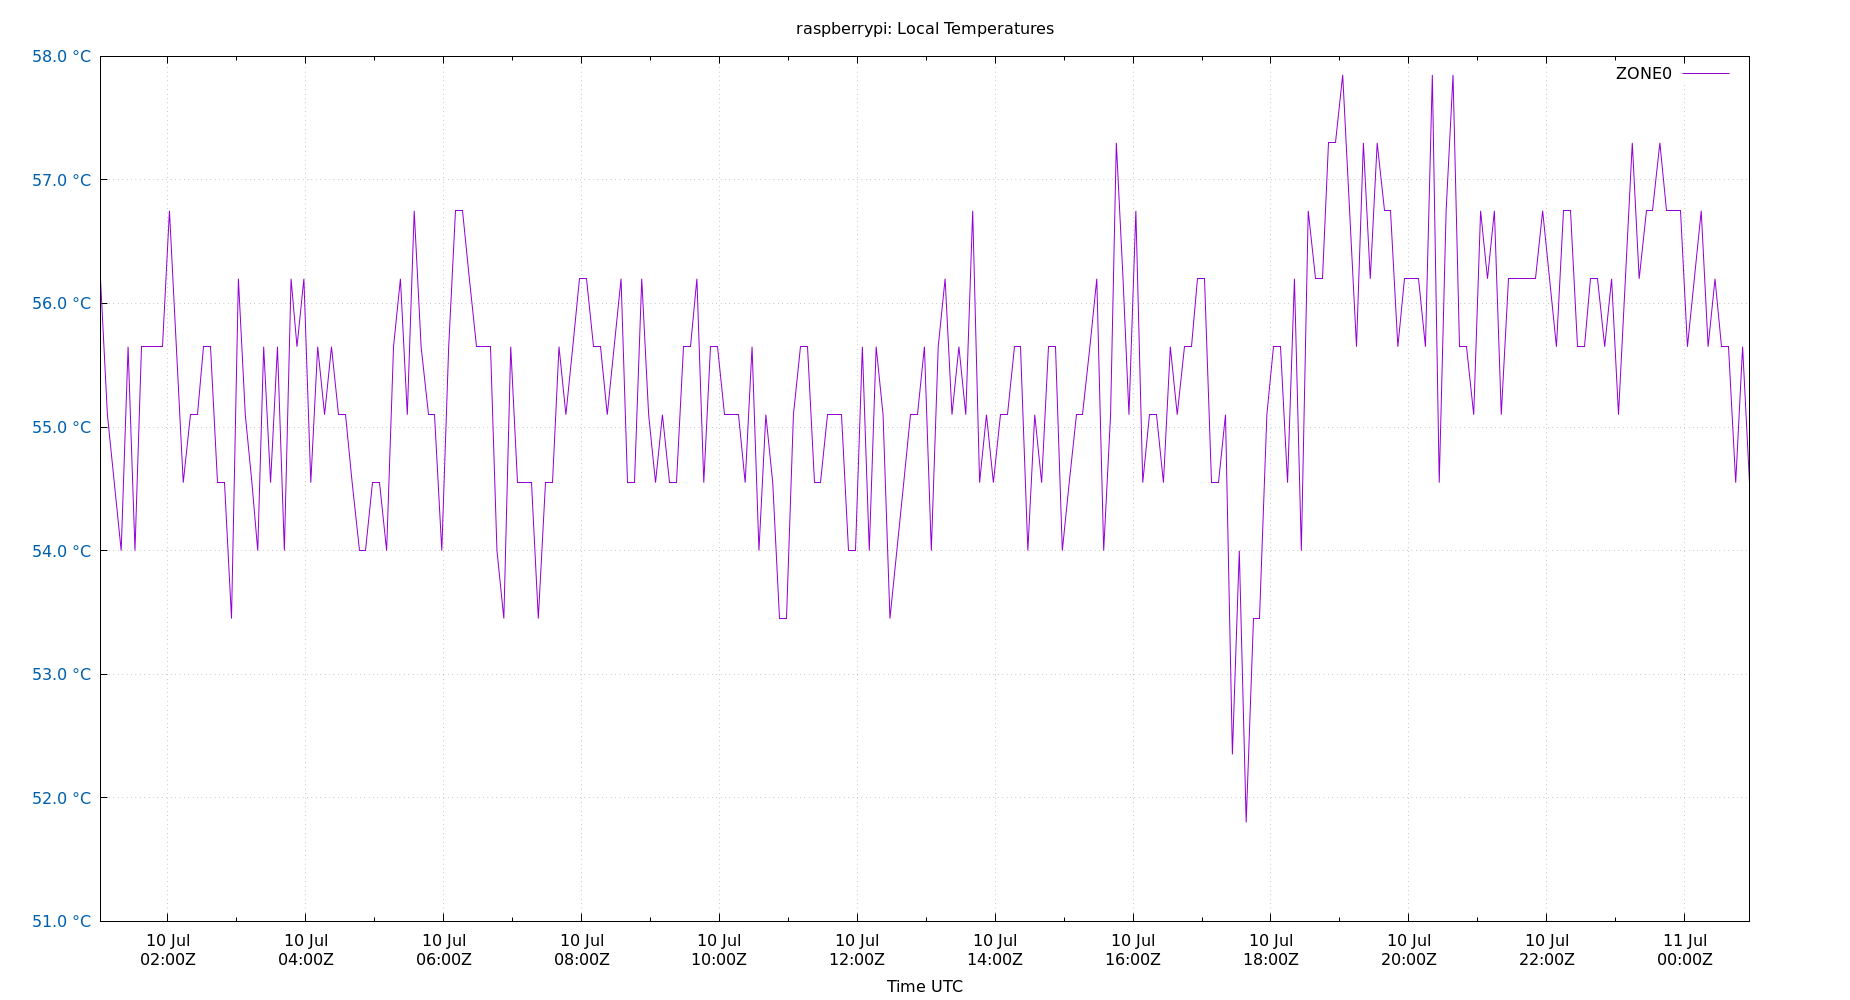 raspberrypi: Local Temperatures
58.0 °C
ZONE0
57.0 °C
56.0 °C
55.0 °C
54.0 °C
53.0 °C
52.0 °C
51.0 °C
10 Jul 10 Jul 10 Jul 10 Jul 10 Jul 10 Jul 10 Jul 10 Jul 10 Jul 10 Jul 10 Jul 11 Jul
02:00Z 04:00Z 06:00Z 08:00Z 10:00Z 12:00Z 14:00Z 16:00Z 18:00Z 20:00Z 22:00Z 00:00Z
Time UTC